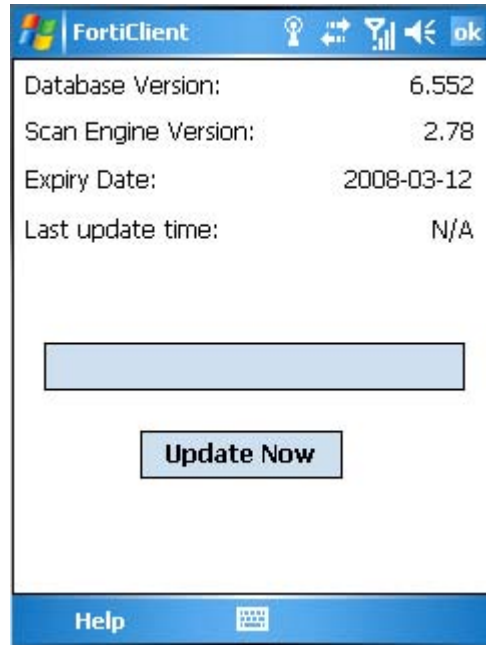 FortiClient ok
Database Version: 6.552
Scan Engine Version: 2.78
Expiry Date: 2008-03-12
Last update time: N/A
Update Now
Help